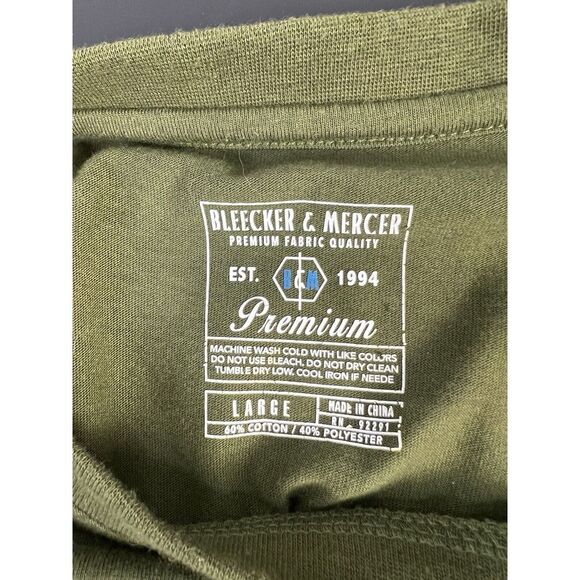 BLEECKER & MERCER
PREMIUM FABRIC QUALITY
EST. B&M 1994
Premium
MACHINE WASH COLD WITH LIKE COLORS
DO NOT USE BLEACH. DO NOT DRY CLEAN
TUMBLE DRY LOW. COOL IRON IF NEEDE
LARGE
MADE IN CHINA
RN. 92291
60% COTTON / 40% POLYESTER